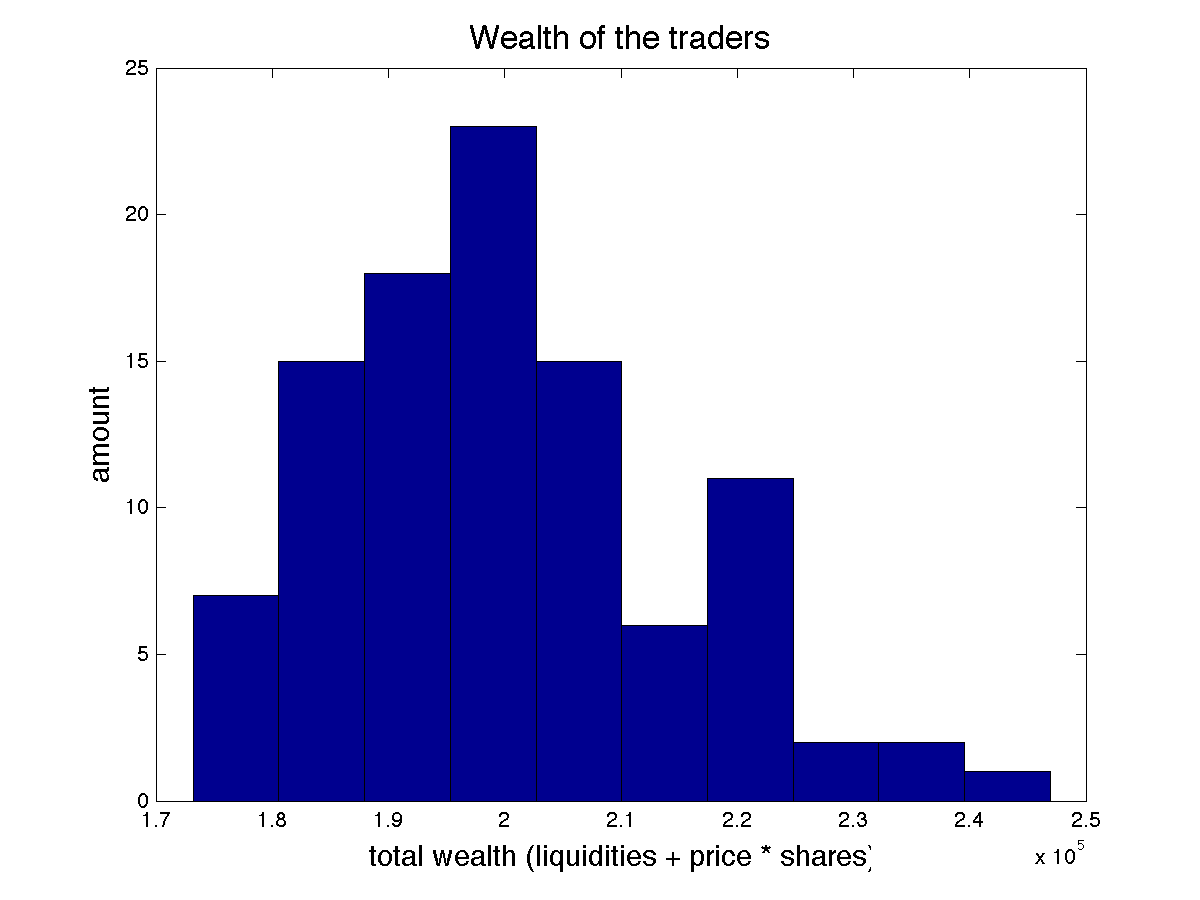 Wealth of the traders
25
20
15
10
5
0
amount
1.7 1.8 1.9 2 2.1 2.2 2.3 2.4 2.5
x 10^5
total wealth (liquidities + price * shares)